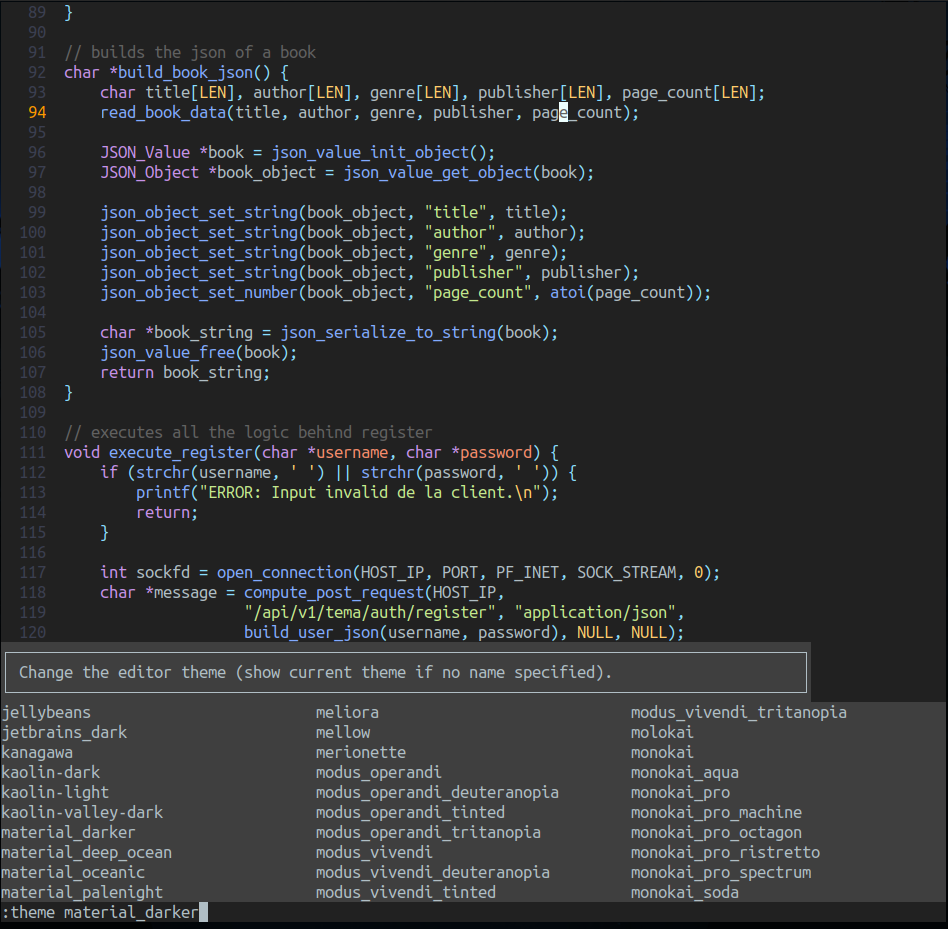 89 }
90
91 // builds the json of a book
92 char *build_book_json() {
93     char title[LEN], author[LEN], genre[LEN], publisher[LEN], page_count[LEN];
94     read_book_data(title, author, genre, publisher, page_count);
95
96     JSON_Value *book = json_value_init_object();
97     JSON_Object *book_object = json_value_get_object(book);
98
99     json_object_set_string(book_object, "title", title);
100     json_object_set_string(book_object, "author", author);
101     json_object_set_string(book_object, "genre", genre);
102     json_object_set_string(book_object, "publisher", publisher);
103     json_object_set_number(book_object, "page_count", atoi(page_count));
104
105     char *book_string = json_serialize_to_string(book);
106     json_value_free(book);
107     return book_string;
108 }
109
110 // executes all the logic behind register
111 void execute_register(char *username, char *password) {
112     if (strchr(username, ' ') || strchr(password, ' ')) {
113         printf("ERROR: Input invalid de la client.\n");
114         return;
115     }
116
117     int sockfd = open_connection(HOST_IP, PORT, PF_INET, SOCK_STREAM, 0);
118     char *message = compute_post_request(HOST_IP,
119                     "/api/v1/tema/auth/register", "application/json",
120                     build_user_json(username, password), NULL, NULL);
Change the editor theme (show current theme if no name specified).
jellybeans meliora modus_vivendi_tritanopia
jetbrains_dark mellow molokai
kanagawa merionette monokai
kaolin-dark modus_operandi monokai_aqua
kaolin-light modus_operandi_deuteranopia monokai_pro
kaolin-valley-dark modus_operandi_tinted monokai_pro_machine
material_darker modus_operandi_tritanopia monokai_pro_octagon
material_deep_ocean modus_vivendi monokai_pro_ristretto
material_oceanic modus_vivendi_deuteranopia monokai_pro_spectrum
material_palenight modus_vivendi_tinted monokai_soda
:theme material_darker